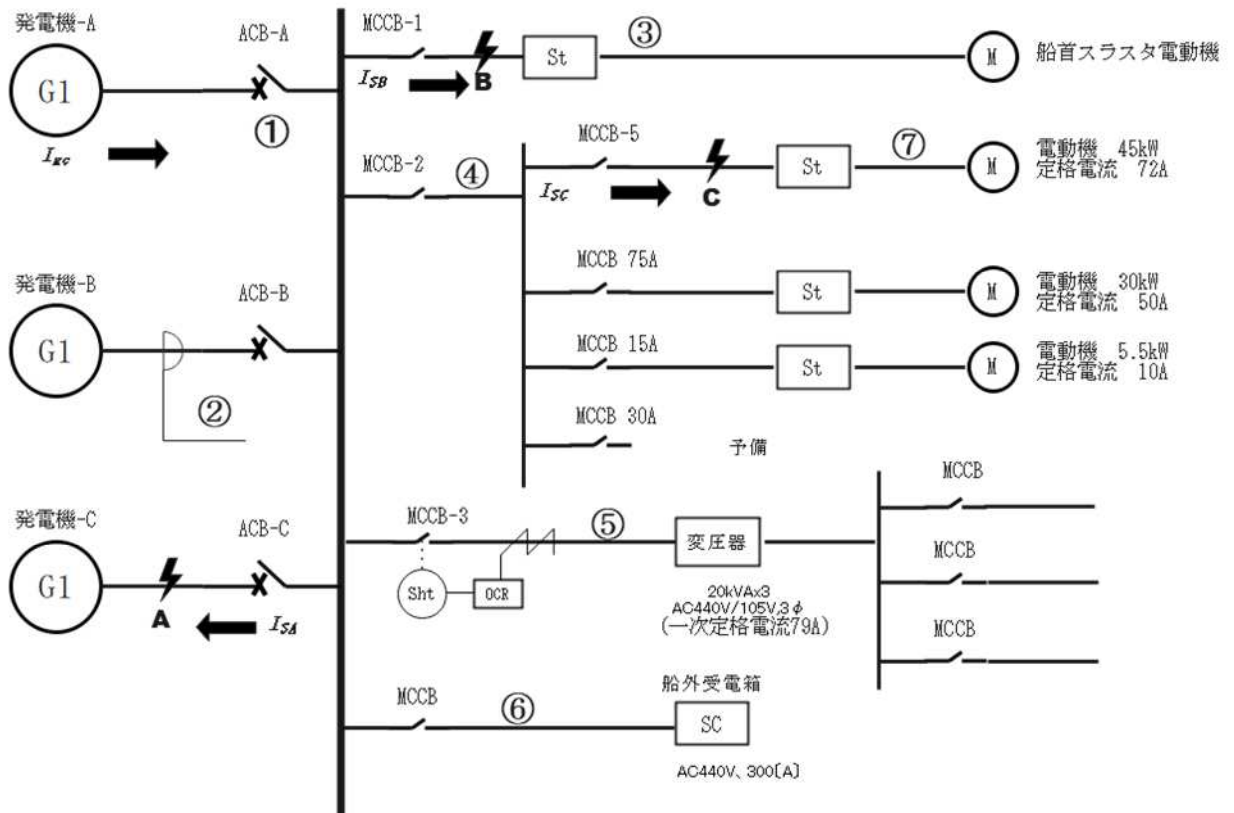 発電機-A
ACB-A
G1
①
I_gc
発電機-B
ACB-B
G1
②
発電機-C
ACB-C
G1
A
I_SA
MCCB-1
St
③
M
船首スラスタ電動機
I_SB
B
MCCB-2
④
MCCB-5
I_SC
C
St
⑦
M
電動機 45kW
定格電流 72A
MCCB 75A
St
M
電動機 30kW
定格電流 50A
MCCB 15A
St
M
電動機 5.5kW
定格電流 10A
MCCB 30A
予備
MCCB-3
⑤
Sht
OCR
変圧器
20kVAx3
AC440V/105V,3φ
(一次定格電流79A)
MCCB
MCCB
MCCB
MCCB
⑥
船外受電箱
SC
AC440V、300[A]